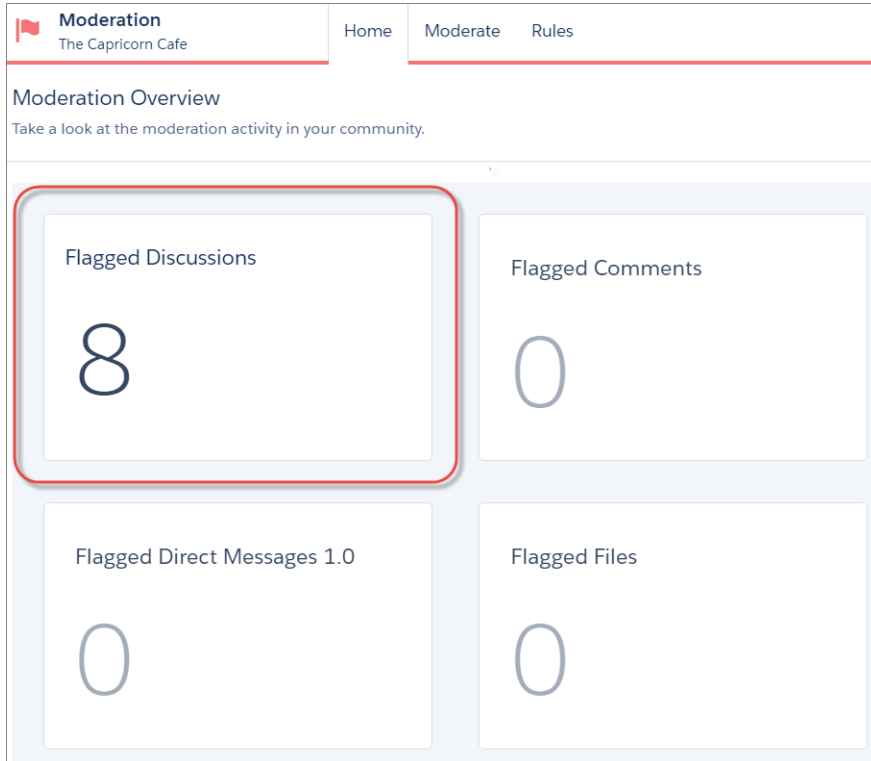 Moderation
The Capricorn Cafe
Home Moderate Rules
Moderation Overview
Take a look at the moderation activity in your community.
Flagged Discussions
8
Flagged Comments
0
Flagged Direct Messages 1.0
0
Flagged Files
0